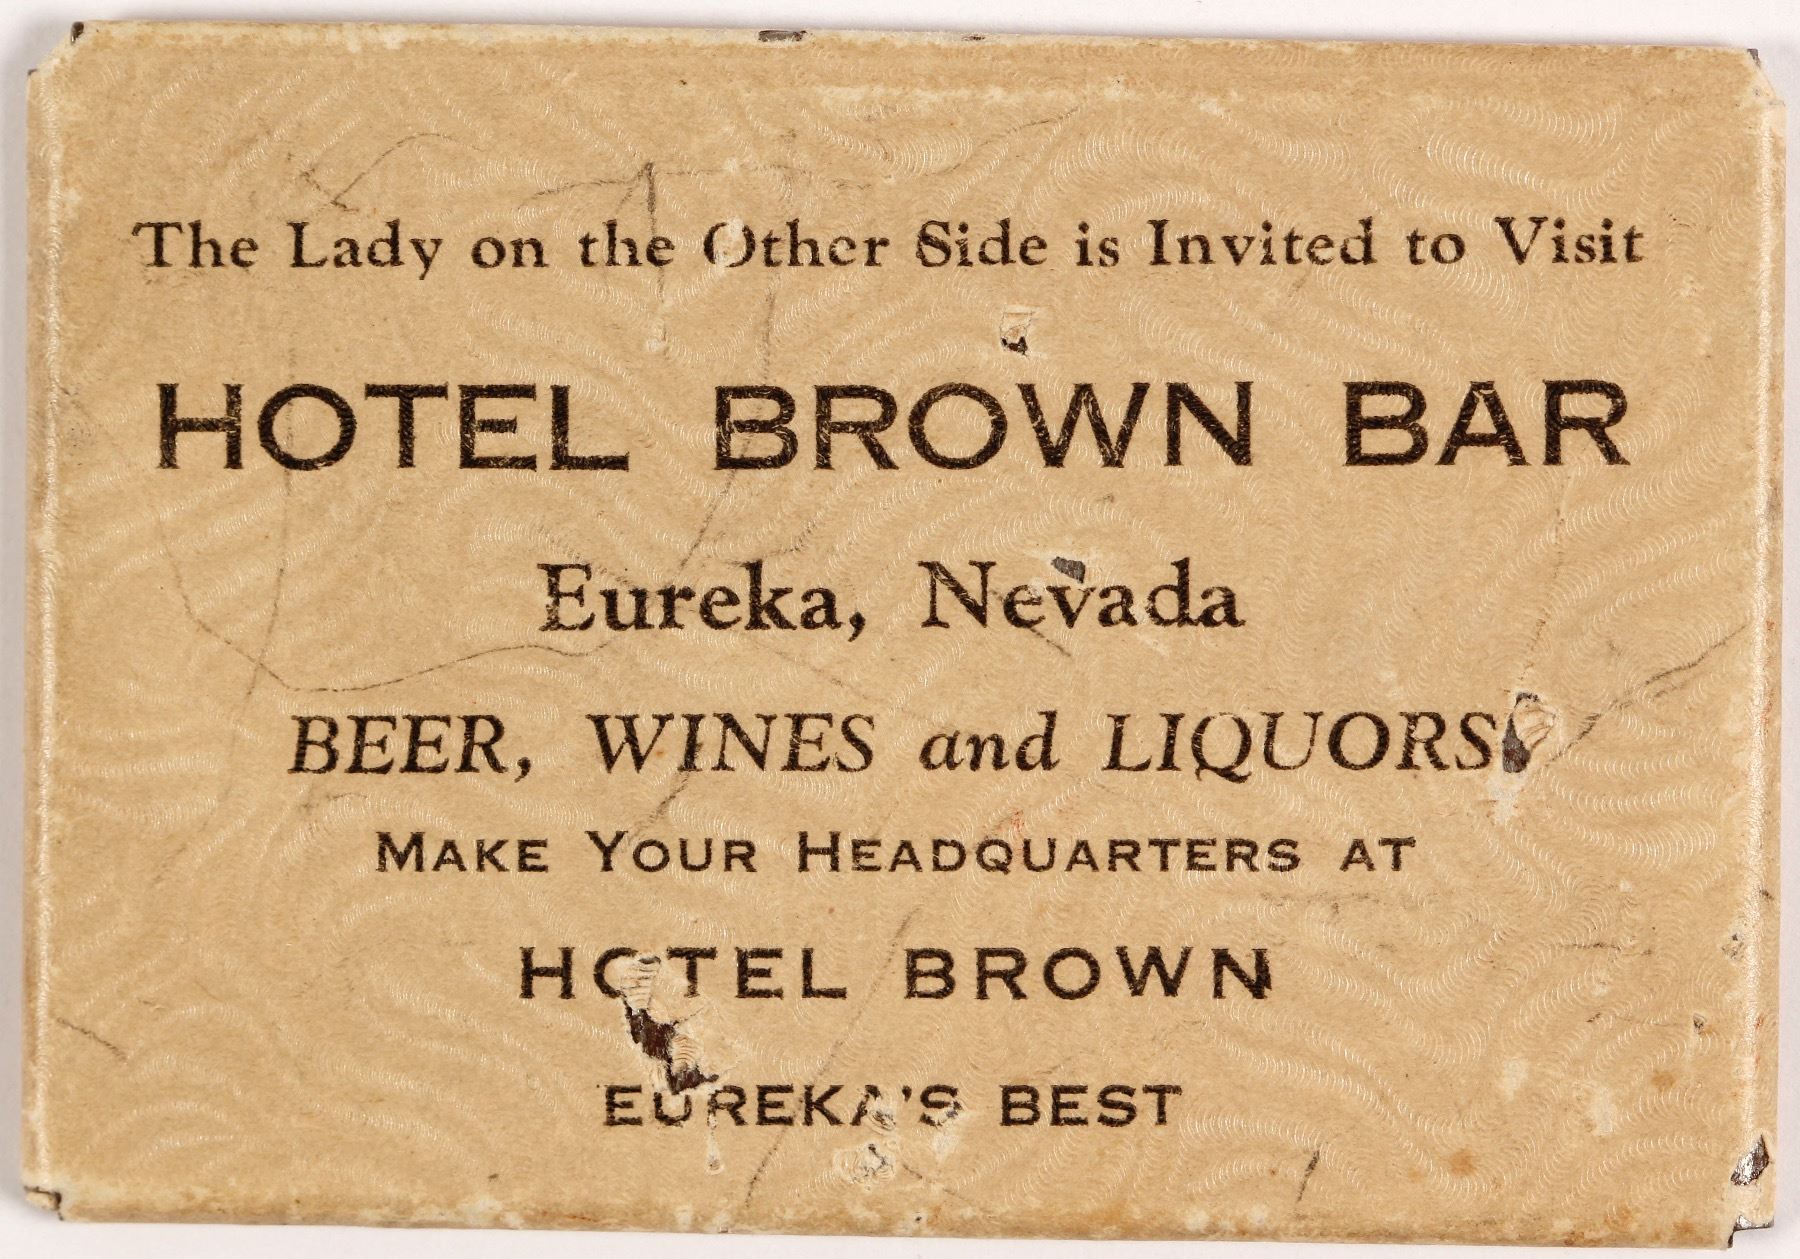 The Lady on the Other Side is Invited to Visit
HOTEL BROWN BAR
Eureka, Nevada
BEER, WINES and LIQUORS
MAKE YOUR HEADQUARTERS AT
HOTEL BROWN
EUREKA'S BEST